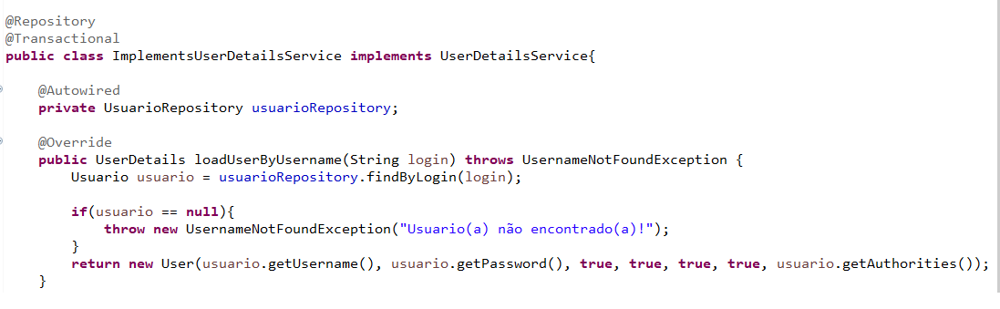 @Repository
@Transactional
public class ImplementsUserDetailsService implements UserDetailsService{
@Autowired
private UsuarioRepository usuarioRepository;
@Override
public UserDetails loadUserByUsername(String login) throws UsernameNotFoundException {
Usuario usuario = usuarioRepository.findByLogin(login);
if(usuario == null){
throw new UsernameNotFoundException("Usuario(a) não encontrado(a)!");
}
return new User(usuario.getUsername(), usuario.getPassword(), true, true, true, true, usuario.getAuthorities());
}